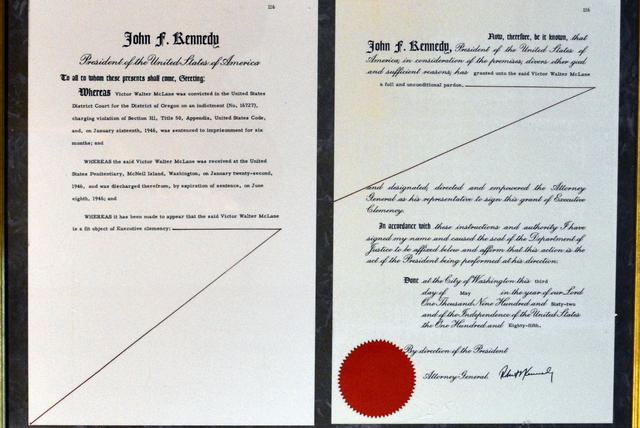 116
John F. Kennedy
President of the United States of America
To all to whom these presents shall come, Greeting:
Whereas Victor Walter McLane was convicted in the United States
District Court for the District of Oregon on an indictment (No. 16727),
charging violation of Section 311, Title 50, Appendix, United States Code,
and, on January sixteenth, 1946, was sentenced to imprisonment for six
months; and
WHEREAS the said Victor Walter McLane was received at the United
States Penitentiary, McNeil Island, Washington, on January twenty-second,
1946, and was discharged therefrom, by expiration of sentence, on June
eighth, 1946; and
WHEREAS it has been made to appear that the said Victor Walter McLane
is a fit object of Executive clemency:
116
Now, therefore, be it known, that
John F. Kennedy, President of the United States of
America, in consideration of the premises, divers other good
and sufficient reasons, has granted unto the said Victor Walter McLane
a full and unconditional pardon.
and designated, directed and empowered the Attorney
General as his representative to sign this grant of Executive
Clemency.
In accordance with these instructions and authority I have
signed my name and caused the seal of the Department of
Justice to be affixed below and affirm that this action is the
act of the President being performed at his direction.
Done at the City of Washington this third
day of May in the year of our Lord
One Thousand Nine Hundred and Sixty-two
and of the Independence of the United States
the One Hundred and Eighty-fifth.
By direction of the President
Attorney General. Robert F Kennedy